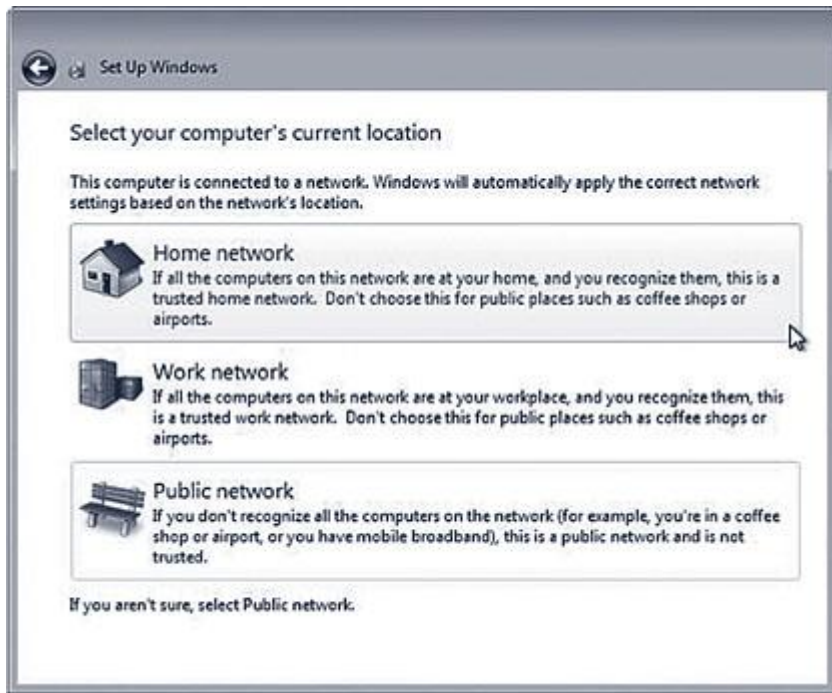 Set Up Windows
Select your computer's current location
This computer is connected to a network. Windows will automatically apply the correct network
settings based on the network's location.
Home network
If all the computers on this network are at your home, and you recognize them, this is a
trusted home network. Don't choose this for public places such as coffee shops or
airports.
Work network
If all the computers on this network are at your workplace, and you recognize them, this
is a trusted work network. Don't choose this for public places such as coffee shops or
airports.
Public network
If you don't recognize all the computers on the network (for example, you're in a coffee
shop or airport, or you have mobile broadband), this is a public network and is not
trusted.
If you aren't sure, select Public network.